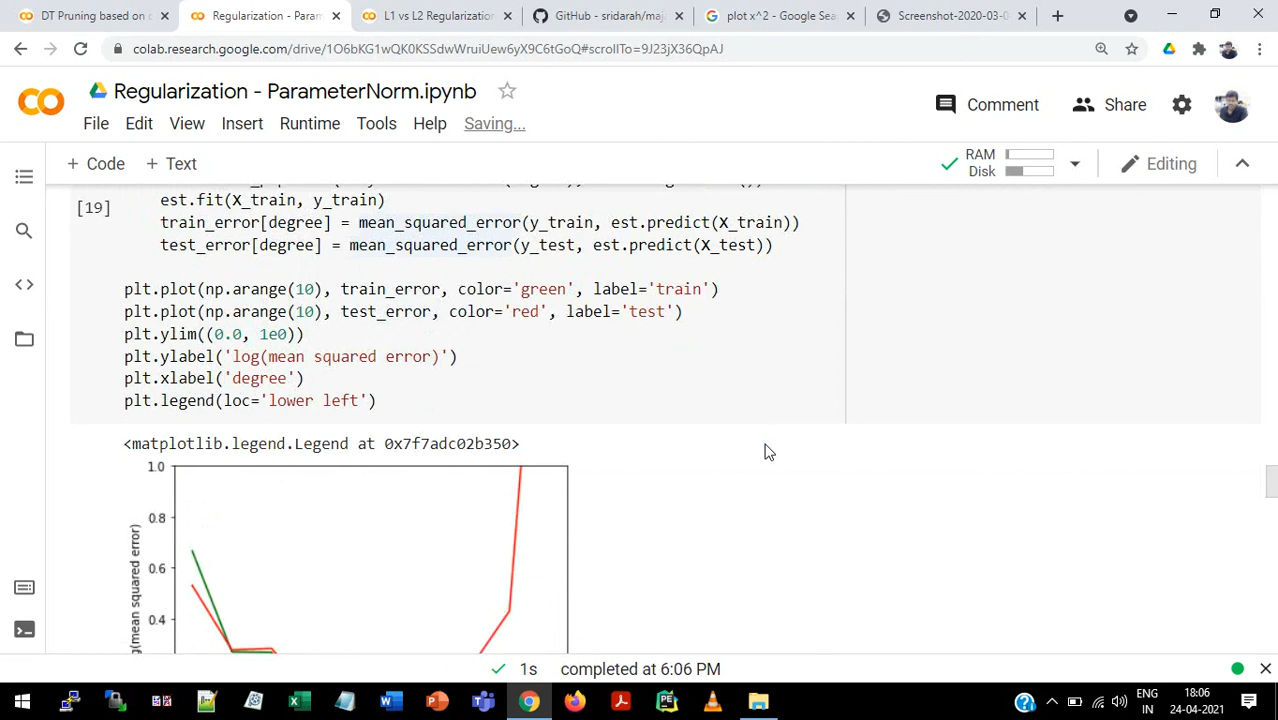 DT Pruning based on c
Regularization - Param
L1 vs L2 Regularization
GitHub - sridarah/maj
plot x^2 - Google Sea
Screenshot-2020-03-0
colab.research.google.com/drive/1O6bKG1wQK0KSSdwWruiUew6yX9C6tGoQ#scrollTo=9J23jX36QpAJ
Regularization - ParameterNorm.ipynb
Comment
Share
File Edit View Insert Runtime Tools Help Saving...
+ Code + Text
RAM
Disk
Editing
[19]
est.fit(X_train, y_train)
train_error[degree] = mean_squared_error(y_train, est.predict(X_train))
test_error[degree] = mean_squared_error(y_test, est.predict(X_test))
plt.plot(np.arange(10), train_error, color='green', label='train')
plt.plot(np.arange(10), test_error, color='red', label='test')
plt.ylim((0.0, 1e0))
plt.ylabel('log(mean squared error)')
plt.xlabel('degree')
plt.legend(loc='lower left')
<matplotlib.legend.Legend at 0x7f7adc02b350>
1.0
0.8
0.6
0.4
(mean squared error)
1s completed at 6:06 PM
ENG
IN
18:06
24-04-2021